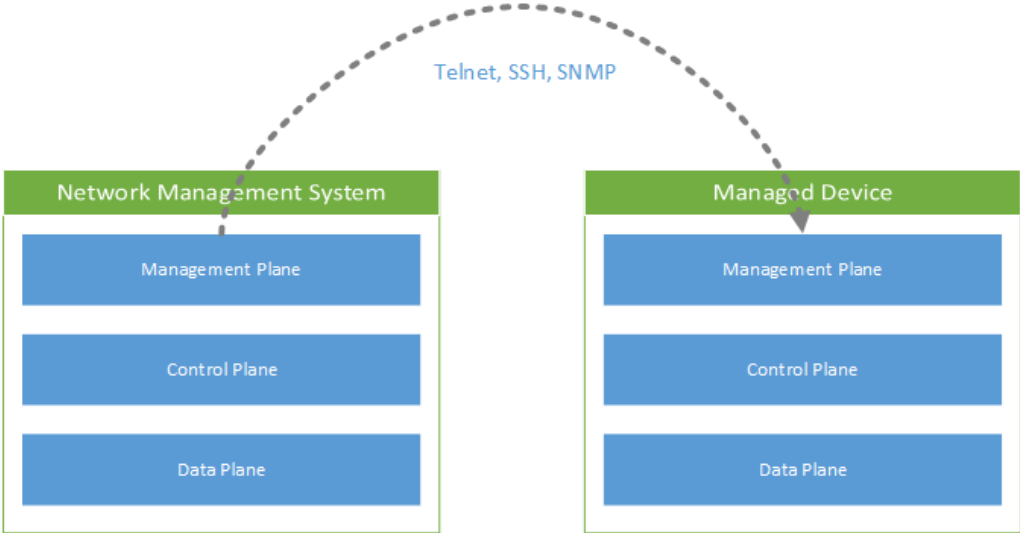 Telnet, SSH, SNMP
Network Management System
Managed Device
Management Plane
Management Plane
Control Plane
Control Plane
Data Plane
Data Plane